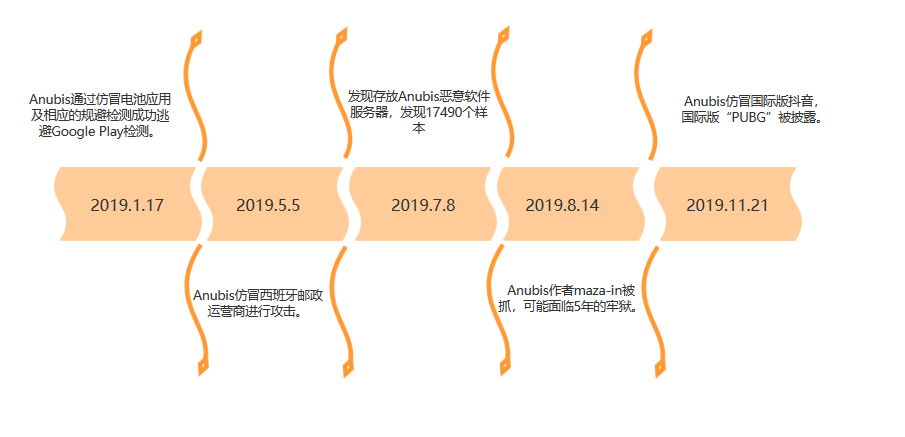 Anubis通过仿冒电池应用
及相应的规避检测成功逃
避Google Play检测。
发现存放Anubis恶意软件
服务器，发现17490个样
本
Anubis仿冒国际版抖音，
国际版“PUBG”被披露。
2019.1.17
2019.5.5
2019.7.8
2019.8.14
2019.11.21
Anubis仿冒西班牙邮政
运营商进行攻击。
Anubis作者maza-in被
抓，可能面临5年的牢狱。